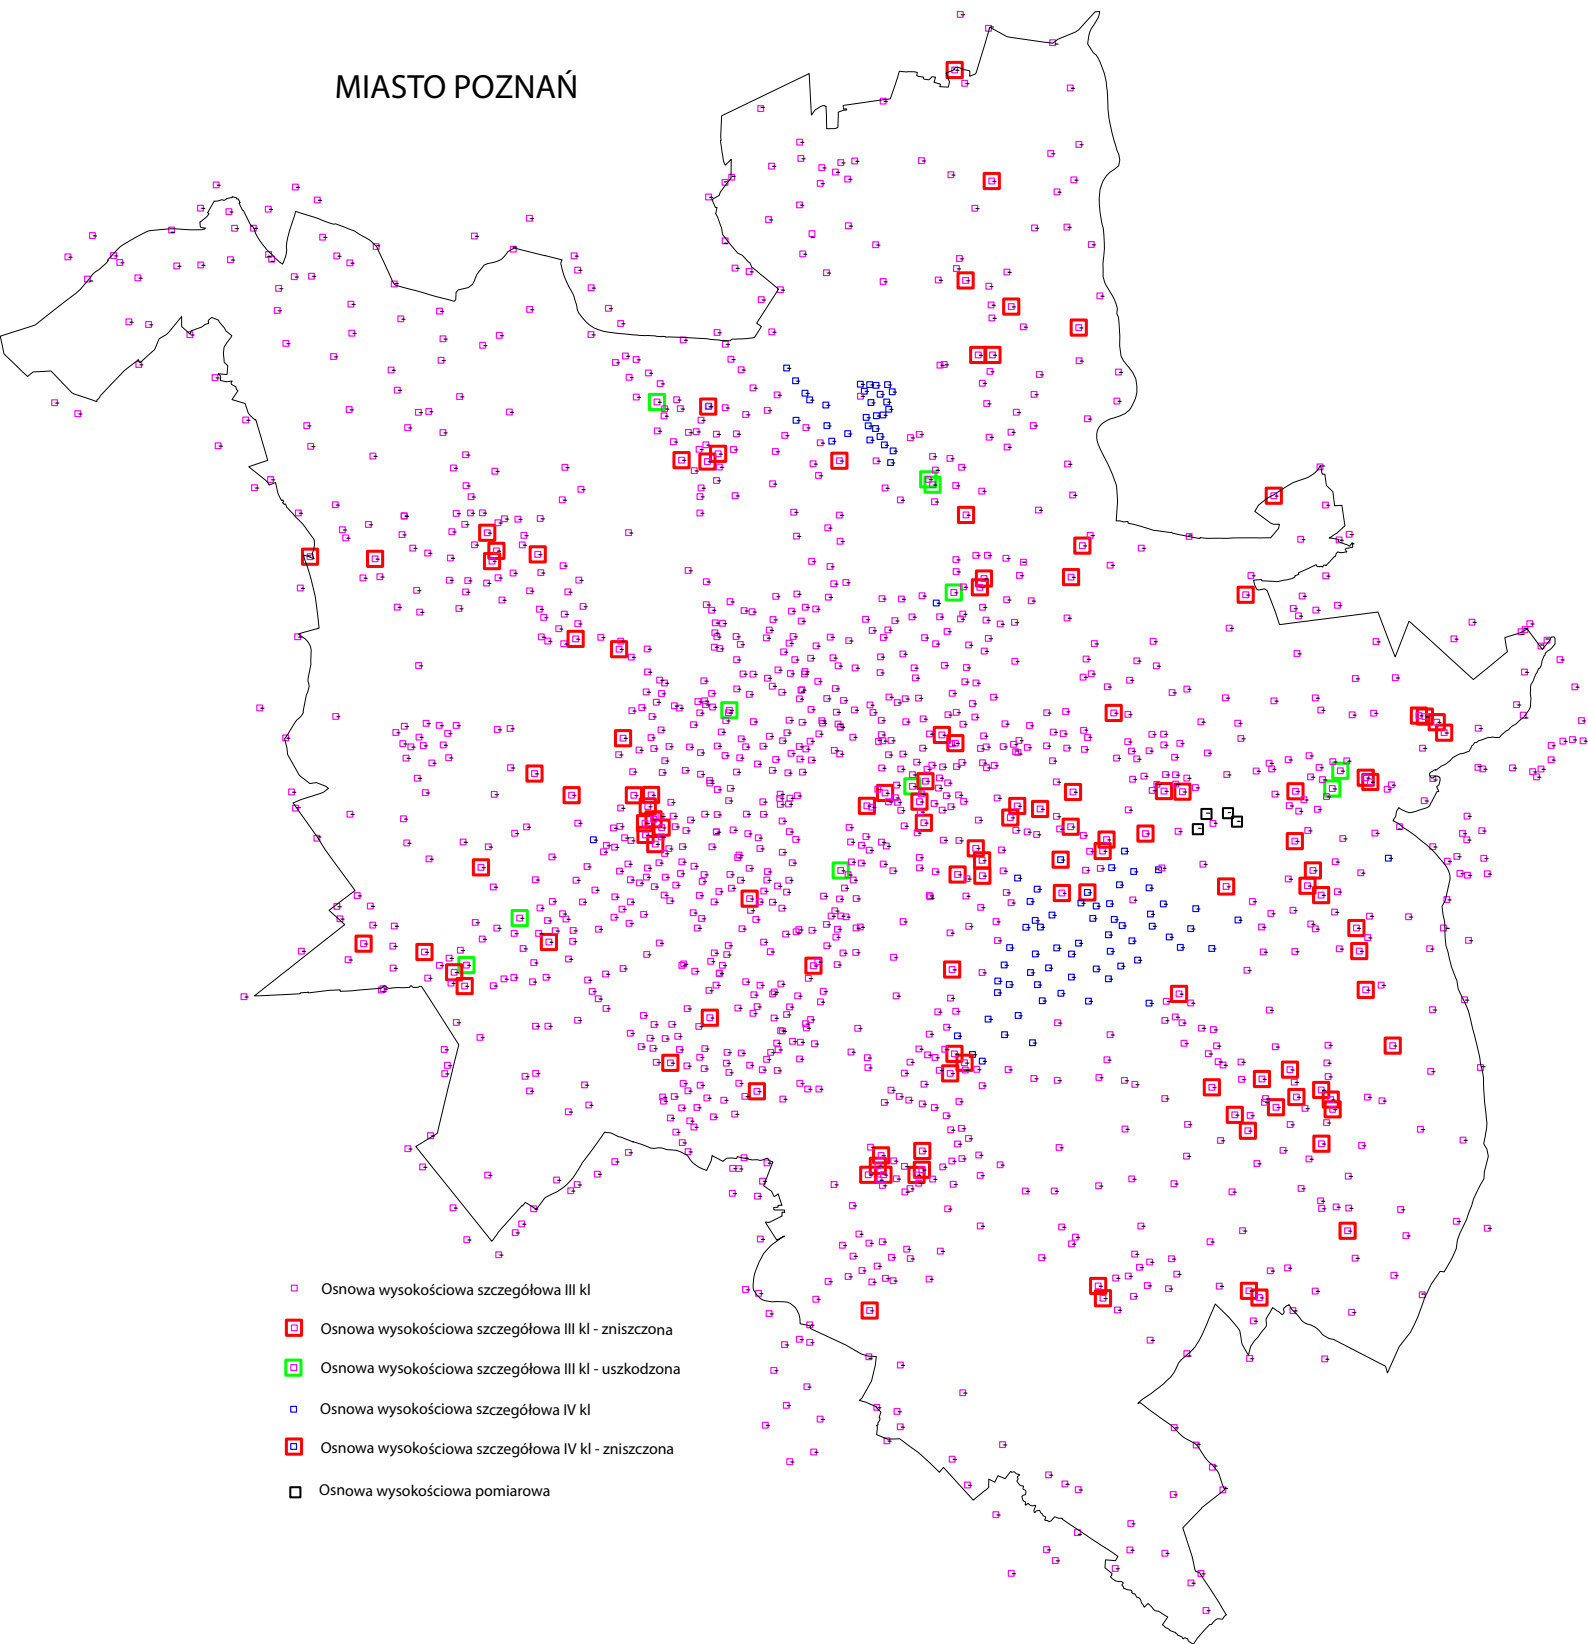 MIASTO POZNAŃ
Osnowa wysokościowa szczegółowa III kl
Osnowa wysokościowa szczegółowa III kl - zniszczona
Osnowa wysokościowa szczegółowa III kl - uszkodzona
Osnowa wysokościowa szczegółowa IV kl
Osnowa wysokościowa szczegółowa IV kl - zniszczona
Osnowa wysokościowa pomiarowa